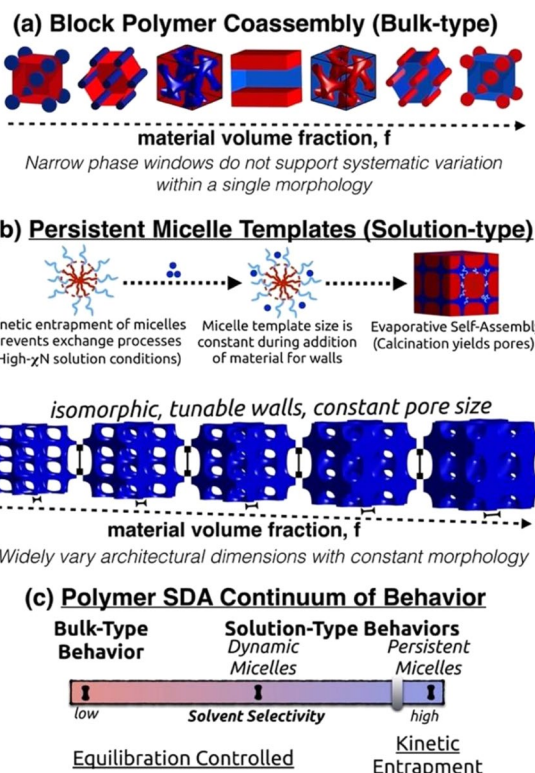 (a) Block Polymer Coassembly (Bulk-type)
material volume fraction, f
Narrow phase windows do not support systematic variation
within a single morphology
b) Persistent Micelle Templates (Solution-type)
netic entrapment of micelles
revents exchange processes
High-χN solution conditions)
Micelle template size is
constant during addition
of material for walls
Evaporative Self-Assembl
(Calcination yields pores)
isomorphic, tunable walls, constant pore size
material volume fraction, f
Widely vary architectural dimensions with constant morphology
(c) Polymer SDA Continuum of Behavior
Bulk-Type
Behavior
Solution-Type Behaviors
Dynamic
Micelles
Persistent
Micelles
low
Solvent Selectivity
high
Equilibration Controlled
Kinetic
Entrapment